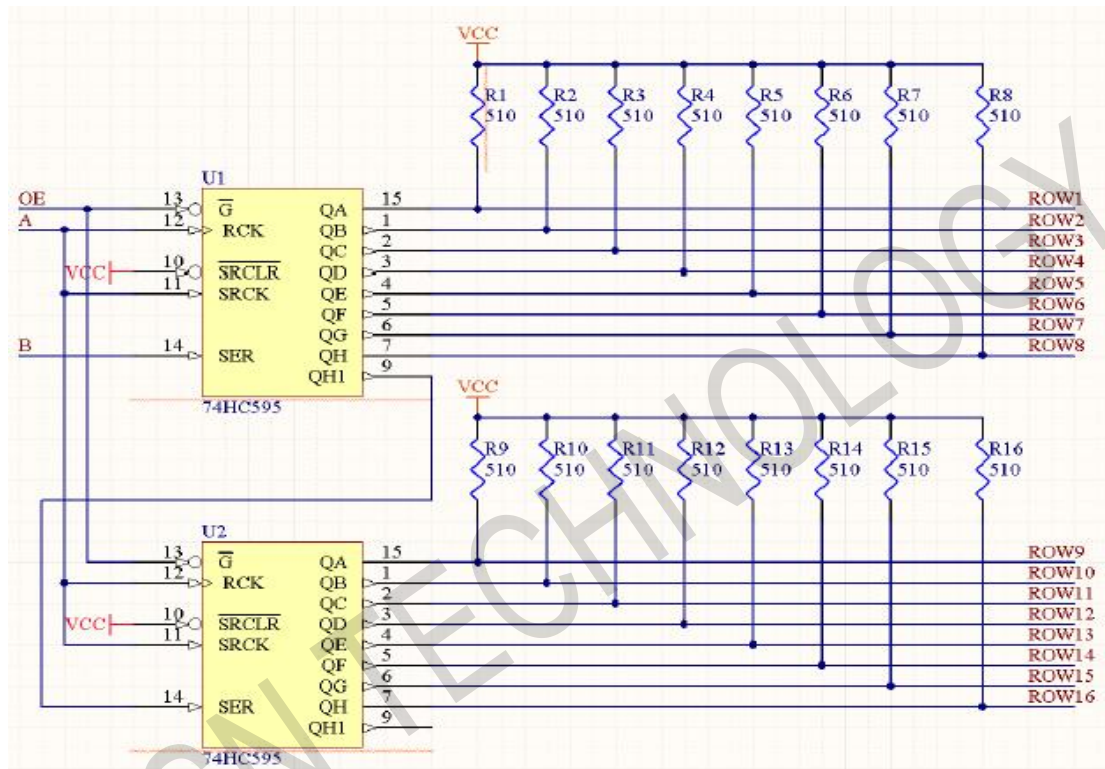 VCC
R1 R2 R3 R4 R5 R6 R7 R8
510 510 510 510 510 510 510 510
U1
OE 13 G QA 15 ROW1
A 12 RCK QB 1 ROW2
QC 2 ROW3
VCC 10 SRCLR QD 3 ROW4
11 SRCK QE 4 ROW5
QF 5 ROW6
QG 6 ROW7
B 14 SER QH 7 ROW8
QH1 9
74HC595
VCC
R9 R10 R11 R12 R13 R14 R15 R16
510 510 510 510 510 510 510 510
U2
13 G QA 15 ROW9
12 RCK QB 1 ROW10
QC 2 ROW11
VCC 10 SRCLR QD 3 ROW12
11 SRCK QE 4 ROW13
QF 5 ROW14
QG 6 ROW15
14 SER QH 7 ROW16
QH1 9
74HC595
TECHNOLOGY